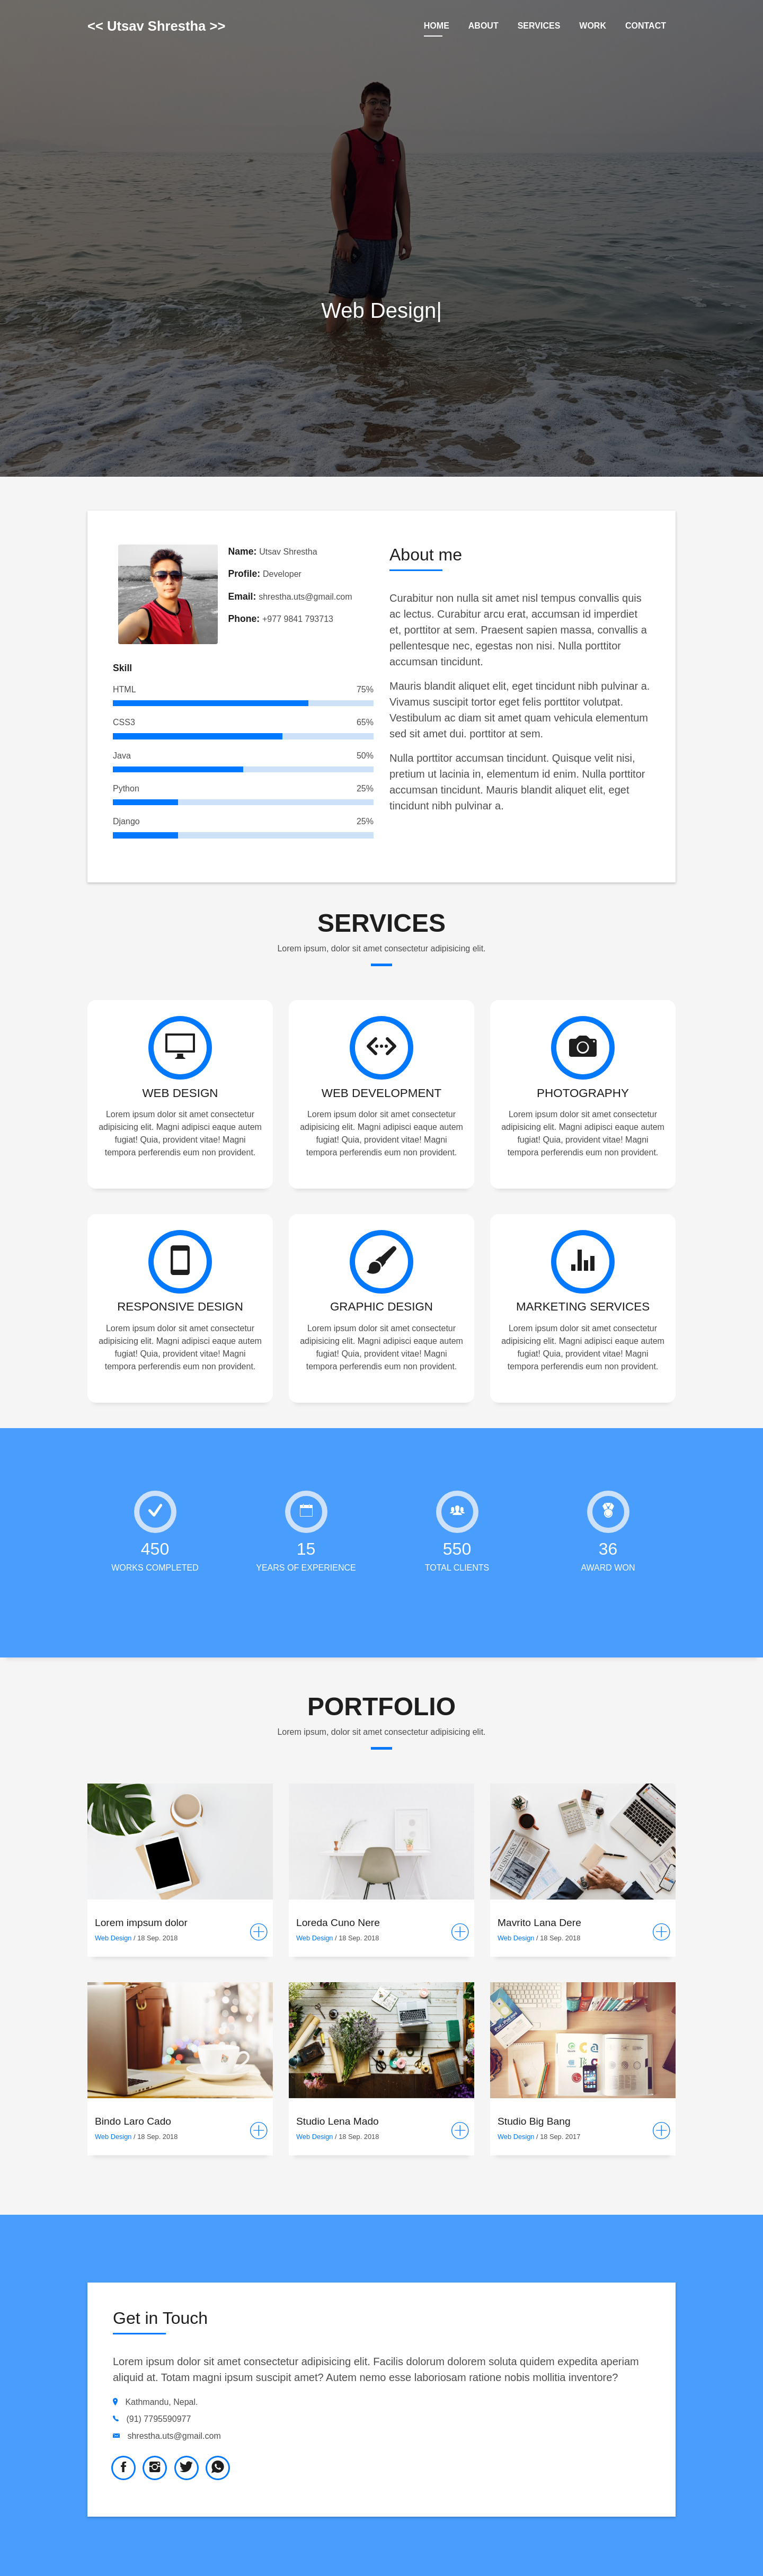 << Utsav Shrestha >>
HOME ABOUT SERVICES WORK CONTACT
Web Design|
Name: Utsav Shrestha
Profile: Developer
Email: shrestha.uts@gmail.com
Phone: +977 9841 793713
Skill
HTML 75%
CSS3 65%
Java 50%
Python 25%
Django 25%
About me
Curabitur non nulla sit amet nisl tempus convallis quis
ac lectus. Curabitur arcu erat, accumsan id imperdiet
et, porttitor at sem. Praesent sapien massa, convallis a
pellentesque nec, egestas non nisi. Nulla porttitor
accumsan tincidunt.
Mauris blandit aliquet elit, eget tincidunt nibh pulvinar a.
Vivamus suscipit tortor eget felis porttitor volutpat.
Vestibulum ac diam sit amet quam vehicula elementum
sed sit amet dui. porttitor at sem.
Nulla porttitor accumsan tincidunt. Quisque velit nisi,
pretium ut lacinia in, elementum id enim. Nulla porttitor
accumsan tincidunt. Mauris blandit aliquet elit, eget
tincidunt nibh pulvinar a.
SERVICES
Lorem ipsum, dolor sit amet consectetur adipisicing elit.
WEB DESIGN
Lorem ipsum dolor sit amet consectetur
adipisicing elit. Magni adipisci eaque autem
fugiat! Quia, provident vitae! Magni
tempora perferendis eum non provident.
WEB DEVELOPMENT
Lorem ipsum dolor sit amet consectetur
adipisicing elit. Magni adipisci eaque autem
fugiat! Quia, provident vitae! Magni
tempora perferendis eum non provident.
PHOTOGRAPHY
Lorem ipsum dolor sit amet consectetur
adipisicing elit. Magni adipisci eaque autem
fugiat! Quia, provident vitae! Magni
tempora perferendis eum non provident.
RESPONSIVE DESIGN
Lorem ipsum dolor sit amet consectetur
adipisicing elit. Magni adipisci eaque autem
fugiat! Quia, provident vitae! Magni
tempora perferendis eum non provident.
GRAPHIC DESIGN
Lorem ipsum dolor sit amet consectetur
adipisicing elit. Magni adipisci eaque autem
fugiat! Quia, provident vitae! Magni
tempora perferendis eum non provident.
MARKETING SERVICES
Lorem ipsum dolor sit amet consectetur
adipisicing elit. Magni adipisci eaque autem
fugiat! Quia, provident vitae! Magni
tempora perferendis eum non provident.
450
WORKS COMPLETED
15
YEARS OF EXPERIENCE
550
TOTAL CLIENTS
36
AWARD WON
PORTFOLIO
Lorem ipsum, dolor sit amet consectetur adipisicing elit.
BUSINESS
Lorem impsum dolor
Web Design / 18 Sep. 2018
Loreda Cuno Nere
Web Design / 18 Sep. 2018
Mavrito Lana Dere
Web Design / 18 Sep. 2018
Bindo Laro Cado
Web Design / 18 Sep. 2018
Studio Lena Mado
Web Design / 18 Sep. 2018
Studio Big Bang
Web Design / 18 Sep. 2017
Get in Touch
Lorem ipsum dolor sit amet consectetur adipisicing elit. Facilis dolorum dolorem soluta quidem expedita aperiam
aliquid at. Totam magni ipsum suscipit amet? Autem nemo esse laboriosam ratione nobis mollitia inventore?
Kathmandu, Nepal.
(91) 7795590977
shrestha.uts@gmail.com